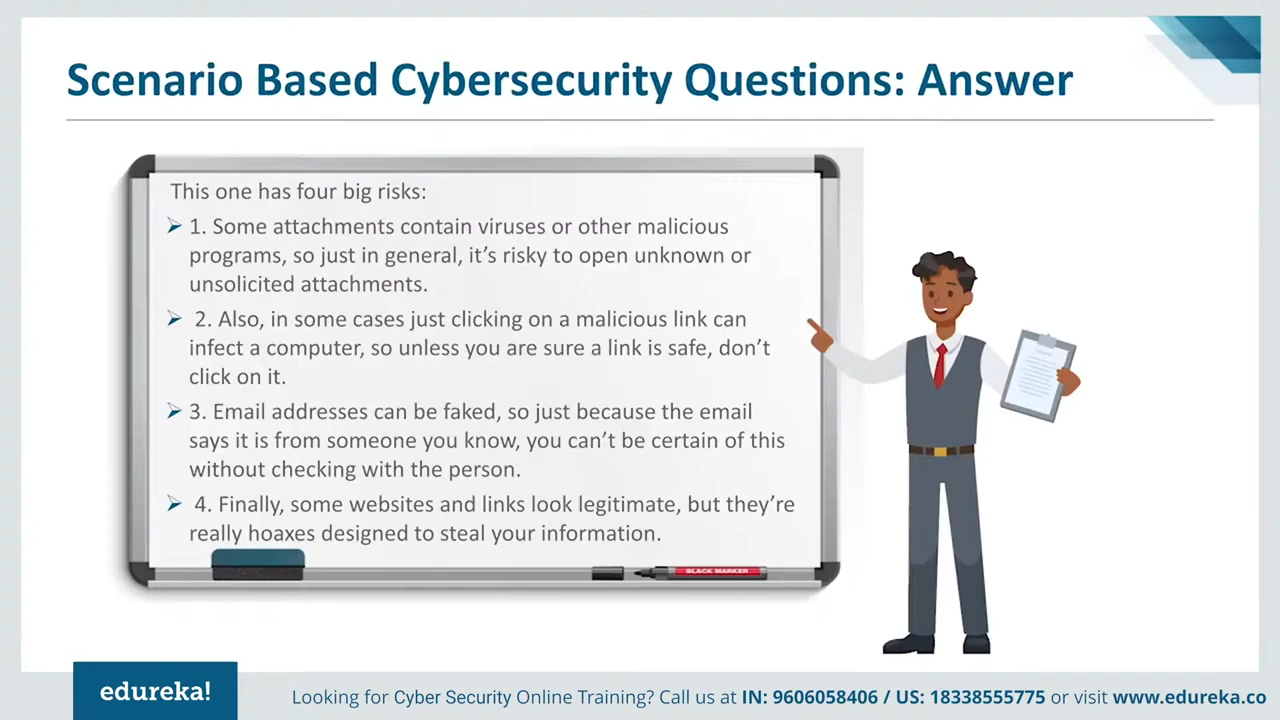 Scenario Based Cybersecurity Questions: Answer
This one has four big risks:
1. Some attachments contain viruses or other malicious
programs, so just in general, it’s risky to open unknown or
unsolicited attachments.
2. Also, in some cases just clicking on a malicious link can
infect a computer, so unless you are sure a link is safe, don’t
click on it.
3. Email addresses can be faked, so just because the email
says it is from someone you know, you can’t be certain of this
without checking with the person.
4. Finally, some websites and links look legitimate, but they’re
really hoaxes designed to steal your information.
BLACK MARKER
edureka!
Looking for Cyber Security Online Training? Call us at IN: 9606058406 / US: 18338555775 or visit www.edureka.co